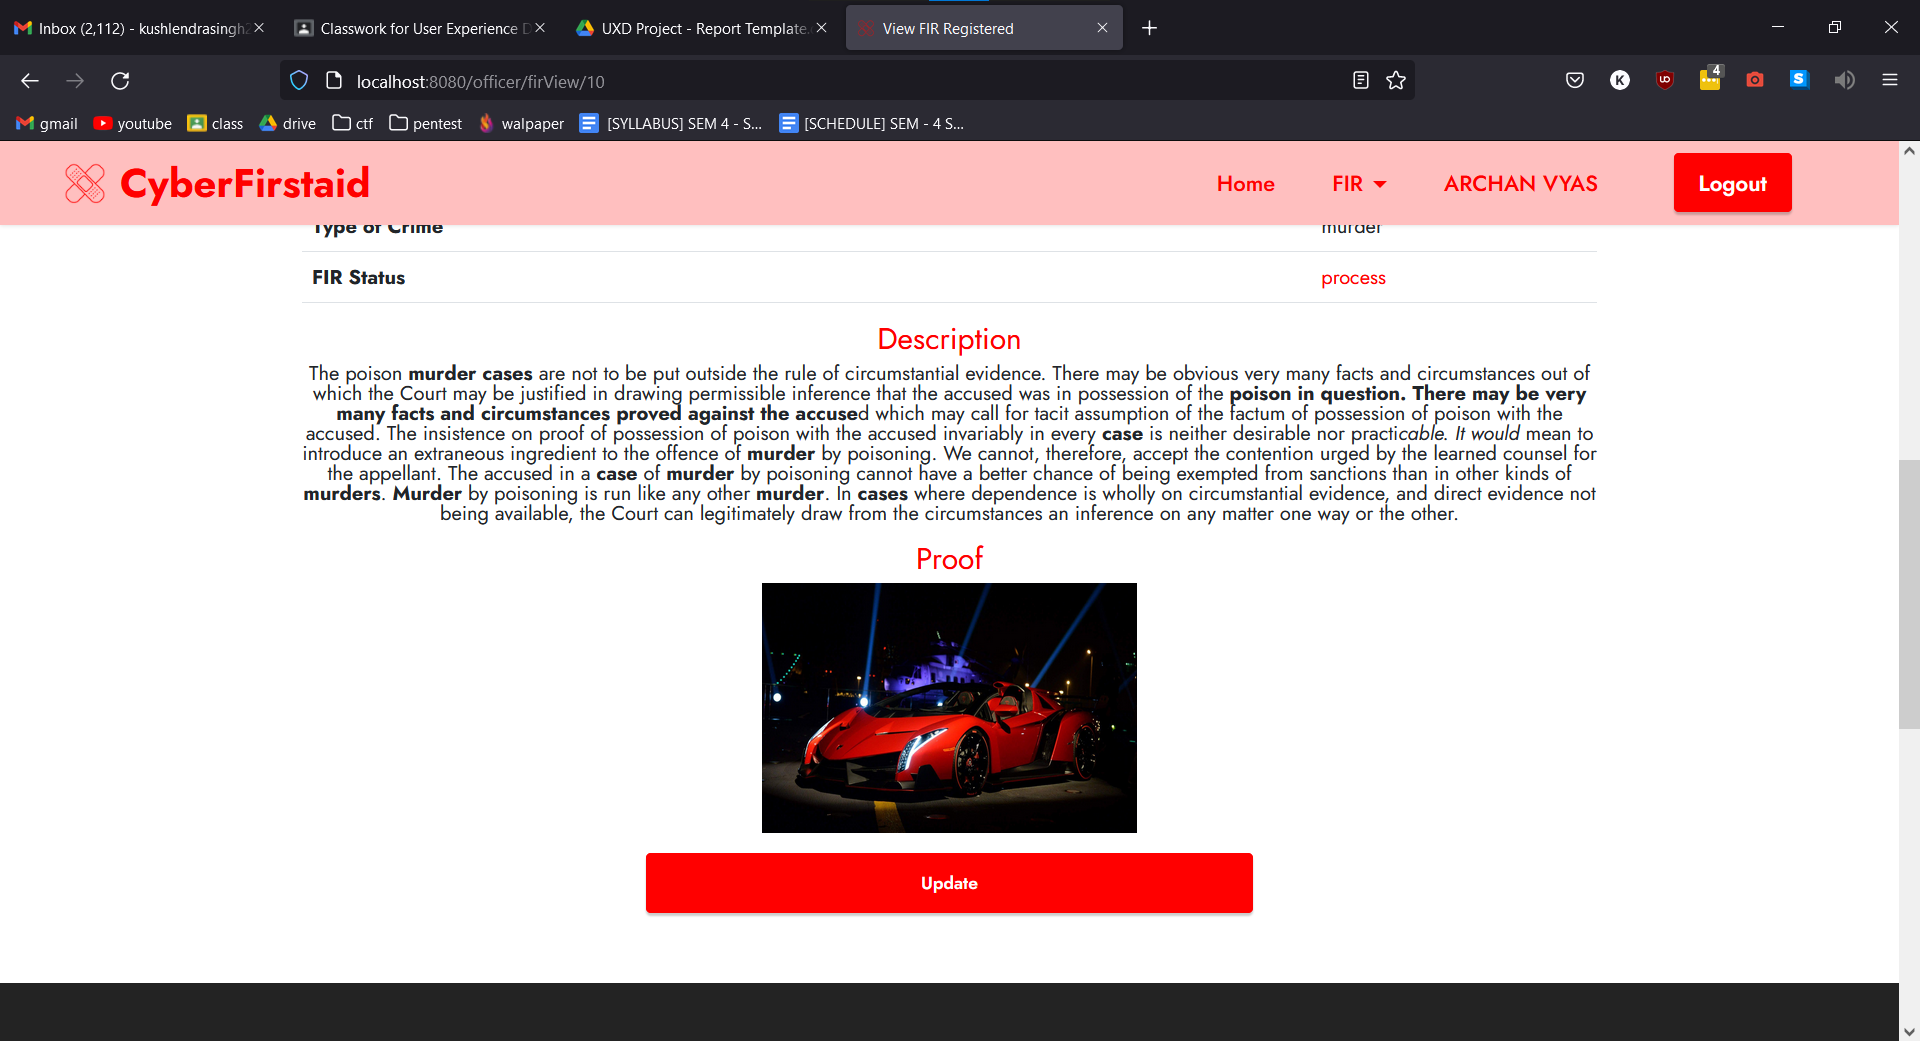 Inbox (2,112) - kushlendrasingh2
Classwork for User Experience D
UXD Project - Report Template.
View FIR Registered
localhost:8080/officer/firView/10
K
4
S
gmail
youtube
class
drive
ctf
pentest
walpaper
[SYLLABUS] SEM 4 - S...
[SCHEDULE] SEM - 4 S...
CyberFirstaid
Home
FIR
ARCHAN VYAS
Logout
Type of Crime
murder
FIR Status
process
Description
The poison murder cases are not to be put outside the rule of circumstantial evidence. There may be obvious very many facts and circumstances out of
which the Court may be justified in drawing permissible inference that the accused was in possession of the poison in question. There may be very
many facts and circumstances proved against the accused which may call for tacit assumption of the factum of possession of poison with the
accused. The insistence on proof of possession of poison with the accused invariably in every case is neither desirable nor practicable. It would mean to
introduce an extraneous ingredient to the offence of murder by poisoning. We cannot, therefore, accept the contention urged by the learned counsel for
the appellant. The accused in a case of murder by poisoning cannot have a better chance of being exempted from sanctions than in other kinds of
murders. Murder by poisoning is run like any other murder. In cases where dependence is wholly on circumstantial evidence, and direct evidence not
being available, the Court can legitimately draw from the circumstances an inference on any matter one way or the other.
Proof
Update